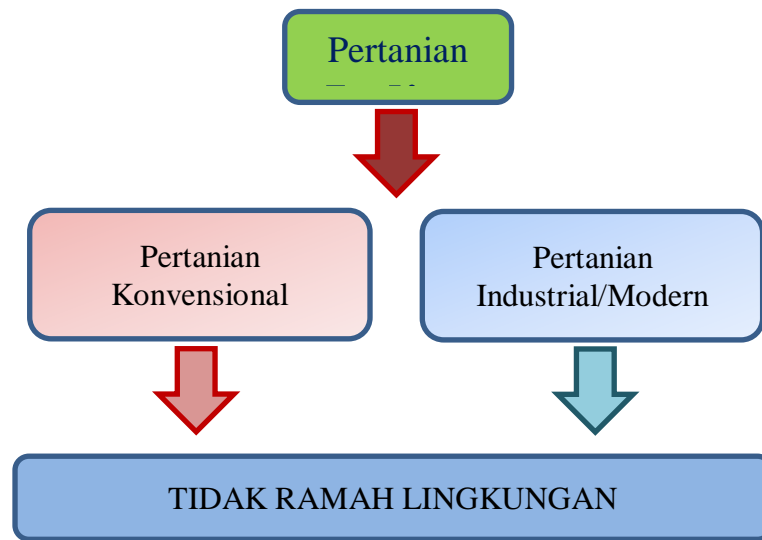 Pertanian
Pertanian
Konvensional
Pertanian
Industrial/Modern
TIDAK RAMAH LINGKUNGAN